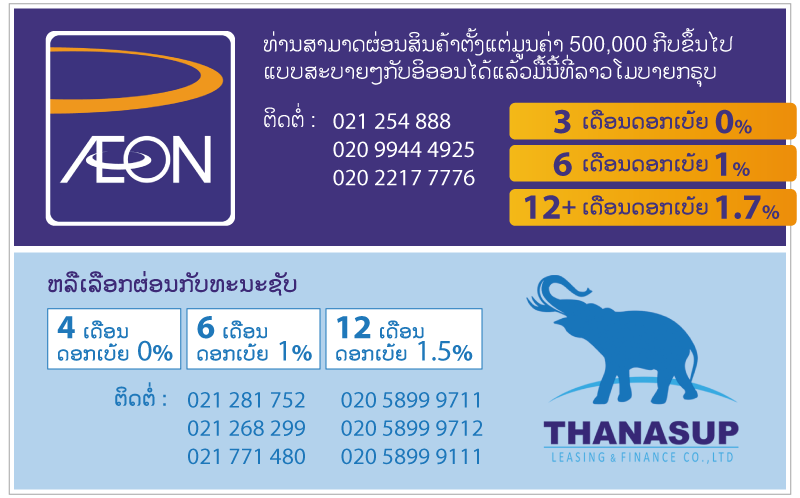 ÆON
ທ່ານສາມາດຜ່ອນສິນຄ້າຕັ້ງແຕ່ມູນຄ່າ 500,000 ກີບຂຶ້ນໄປ
ແບບສະບາຍໆກັບອິອອນໄດ້ແລ້ວມື້ນີ້ທີ່ລາວໂມບາຍກຣຸບ
ຕິດຕໍ່ : 021 254 888
020 9944 4925
020 2217 7776
3 ເດືອນດອກເບ້ຍ 0%
6 ເດືອນດອກເບ້ຍ 1%
12+ ເດືອນດອກເບ້ຍ 1.7%
ຫລືເລືອກຜ່ອນກັບທະນະຊັບ
4 ເດືອນ
ດອກເບ້ຍ 0%
6 ເດືອນ
ດອກເບ້ຍ 1%
12 ເດືອນ
ດອກເບ້ຍ 1.5%
ຕິດຕໍ່ : 021 281 752 020 5899 9711
021 268 299 020 5899 9712
021 771 480 020 5899 9111
THANASUP
LEASING & FINANCE CO.,LTD